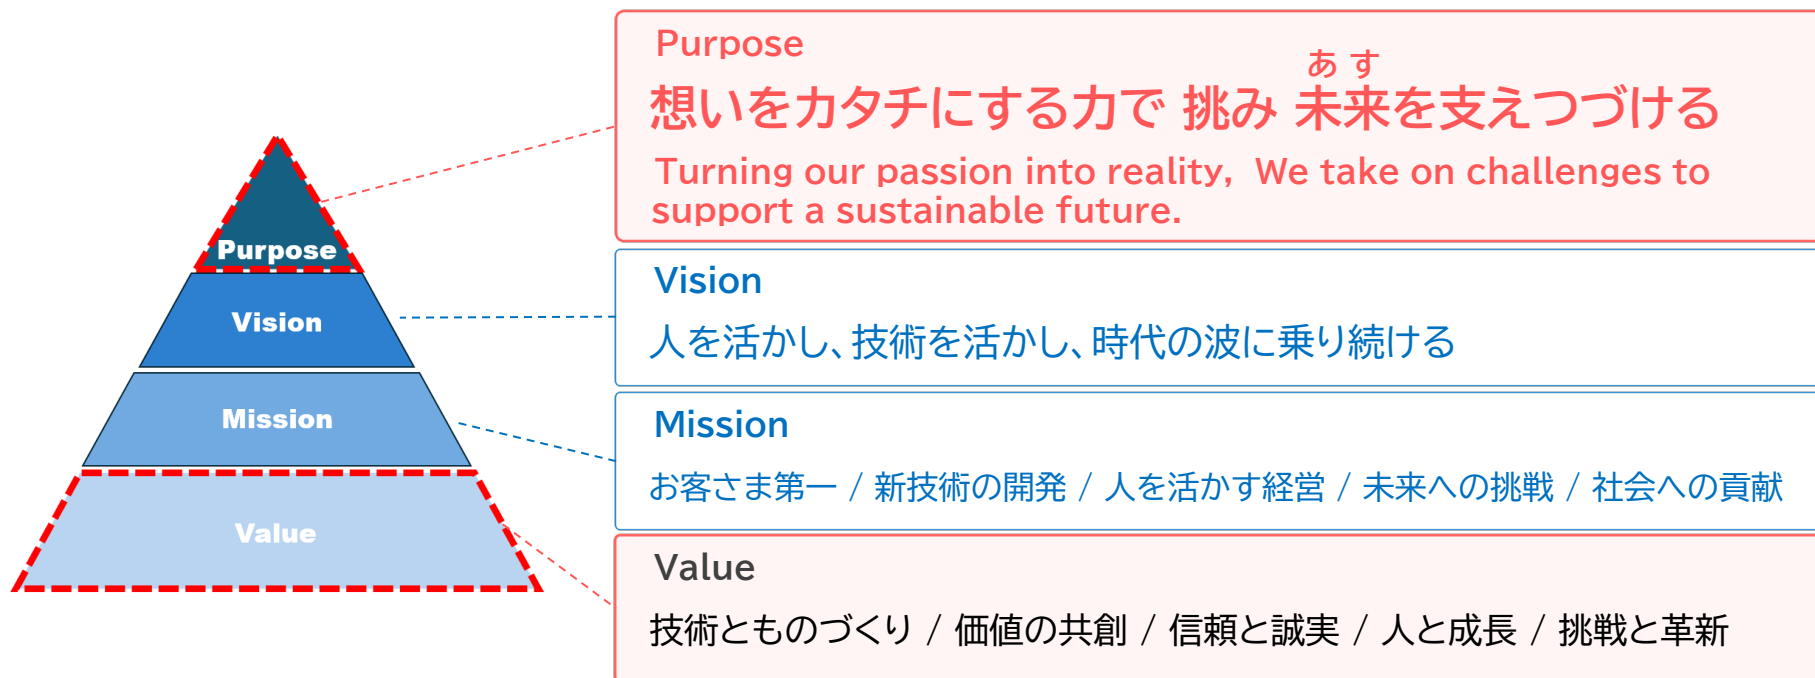 Purpose
Vision
Mission
Value
Purpose
あす
想いをカタチにする力で 挑み 未来を支えつづける
Turning our passion into reality, We take on challenges to
support a sustainable future.
Vision
人を活かし、技術を活かし、時代の波に乗り続ける
Mission
お客さま第一 / 新技術の開発 / 人を活かす経営 / 未来への挑戦 / 社会への貢献
Value
技術とものづくり / 価値の共創 / 信頼と誠実 / 人と成長 / 挑戦と革新